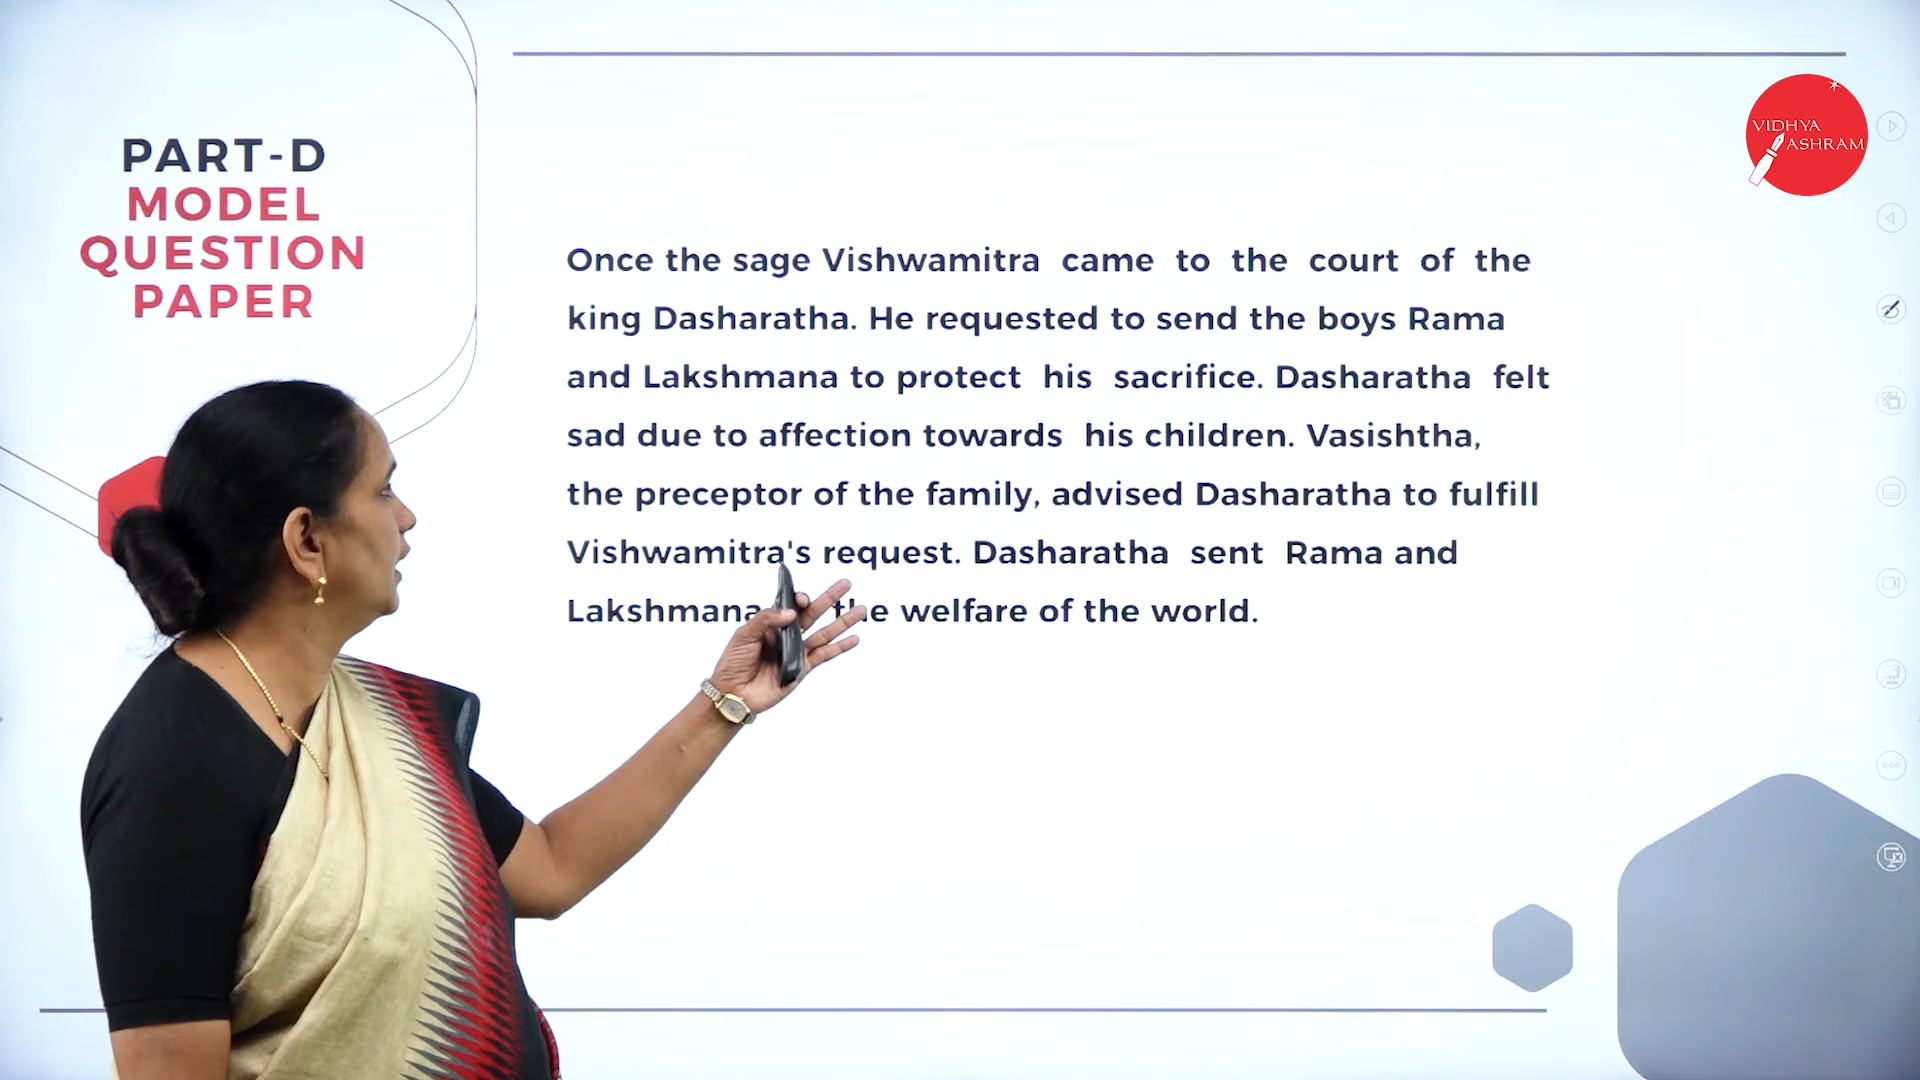 PART-D
MODEL
QUESTION
PAPER
VIDHYA
ASHRAM
Once the sage Vishwamitra came to the court of the
king Dasharatha. He requested to send the boys Rama
and Lakshmana to protect his sacrifice. Dasharatha felt
sad due to affection towards his children. Vasishtha,
the preceptor of the family, advised Dasharatha to fulfill
Vishwamitra's request. Dasharatha sent Rama and
Lakshmana the welfare of the world.